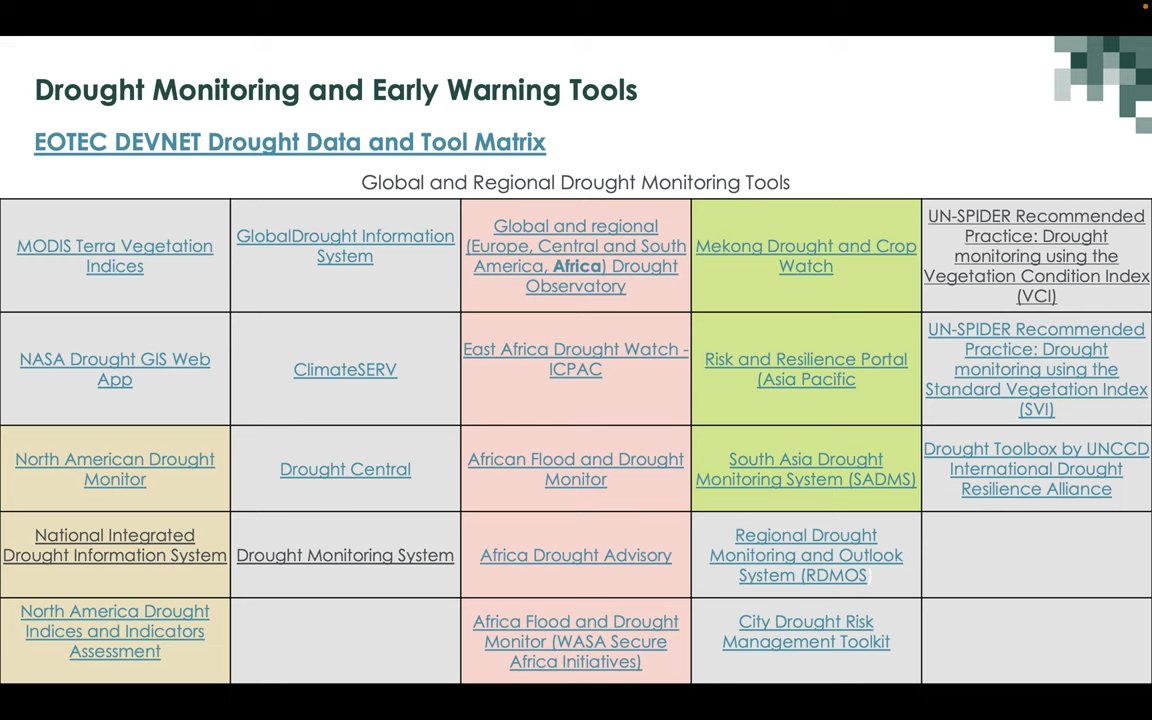 Drought Monitoring and Early Warning Tools
EOTEC DEVNET Drought Data and Tool Matrix
Global and Regional Drought Monitoring Tools
MODIS Terra Vegetation
Indices
GlobalDrought Information
System
Global and regional
(Europe, Central and South
America, Africa) Drought
Observatory
Mekong Drought and Crop
Watch
UN-SPIDER Recommended
Practice: Drought
monitoring using the
Vegetation Condition Index
(VCI)
NASA Drought GIS Web
App
ClimateSERV
East Africa Drought Watch -
ICPAC
Risk and Resilience Portal
(Asia Pacific
UN-SPIDER Recommended
Practice: Drought
monitoring using the
Standard Vegetation Index
(SVI)
North American Drought
Monitor
Drought Central
African Flood and Drought
Monitor
South Asia Drought
Monitoring System (SADMS)
Drought Toolbox by UNCCD
International Drought
Resilience Alliance
National Integrated
Drought Information System
Drought Monitoring System
Africa Drought Advisory
Regional Drought
Monitoring and Outlook
System (RDMOS)
North America Drought
Indices and Indicators
Assessment
Africa Flood and Drought
Monitor (WASA Secure
Africa Initiatives)
City Drought Risk
Management Toolkit